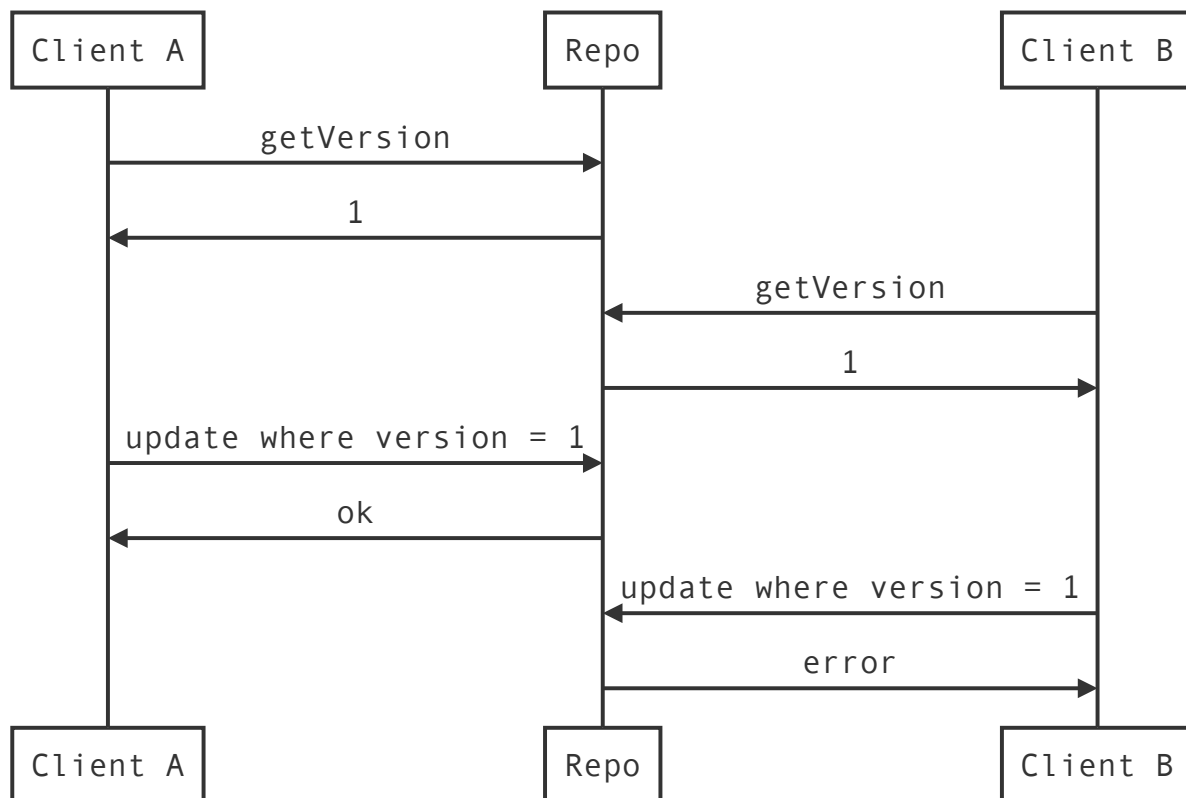 Client A
Repo
Client B
getVersion
1
getVersion
1
update where version = 1
ok
update where version = 1
error
Client A
Repo
Client B